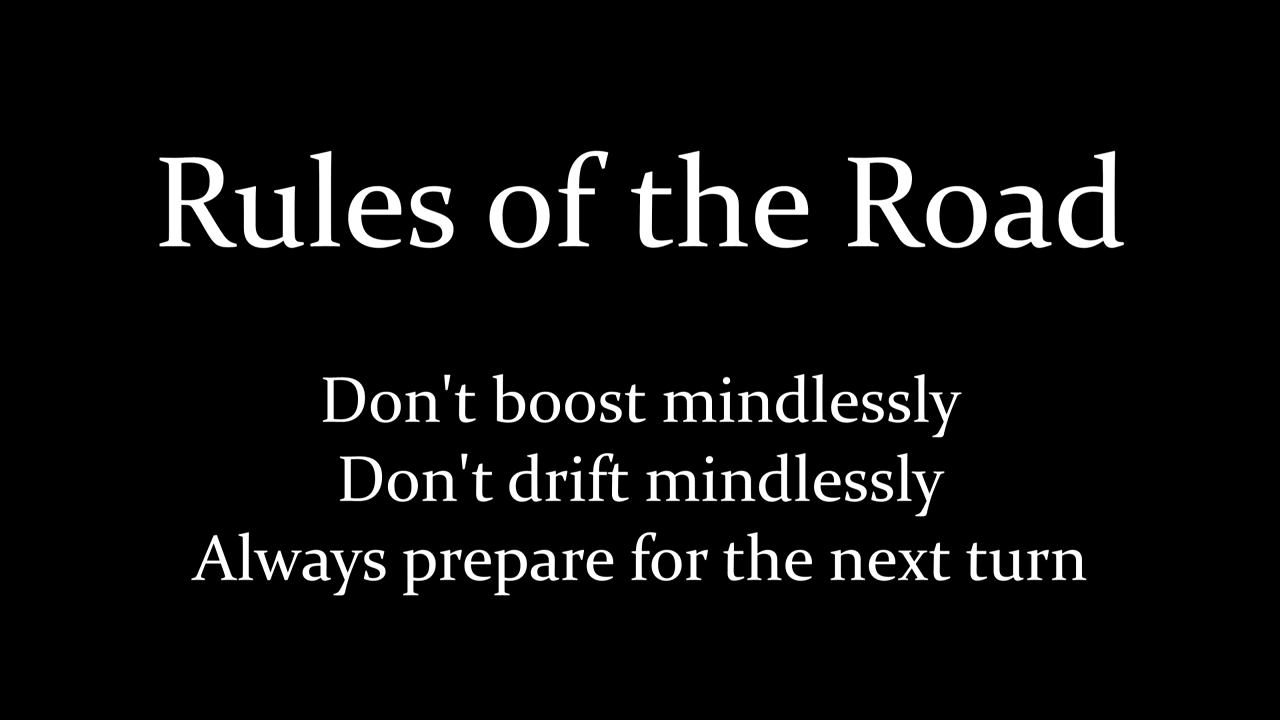 Rules of the Road
Don't boost mindlessly
Don't drift mindlessly
Always prepare for the next turn